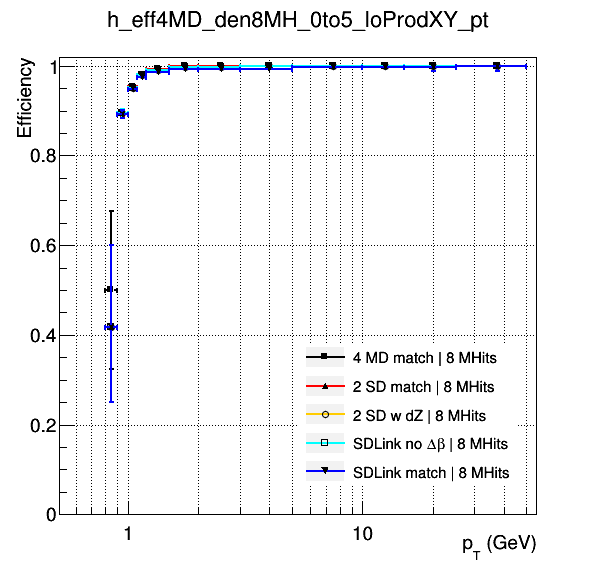 h_eff4MD_den8MH_0to5_loProdXY_pt
Efficiency
1
0.8
0.6
0.4
0.2
0
4 MD match | 8 MHits
2 SD match | 8 MHits
2 SD w dZ | 8 MHits
SDLink no Δβ | 8 MHits
SDLink match | 8 MHits
1 10
p_T (GeV)